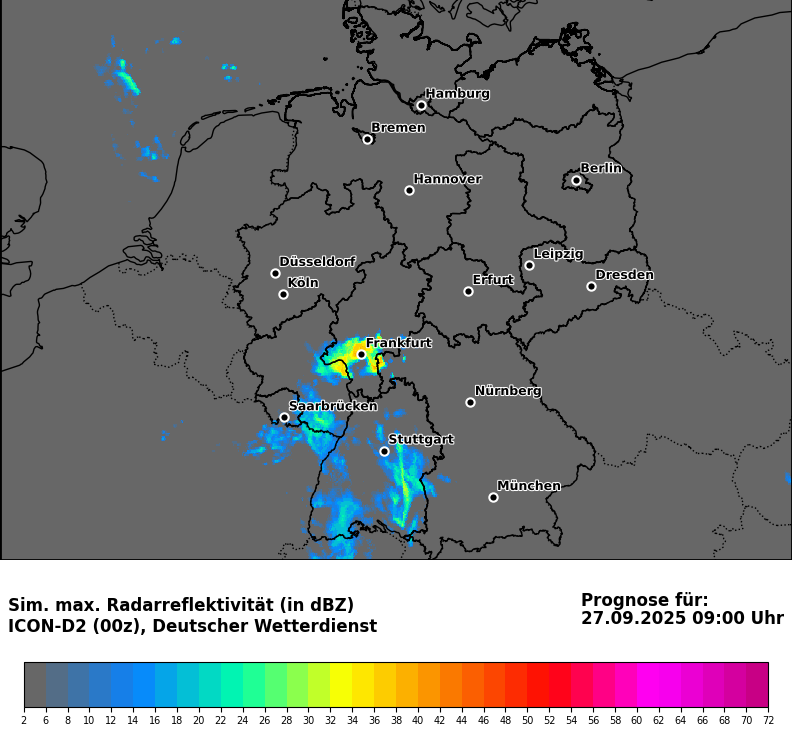 Hamburg
Bremen
Berlin
Hannover
Leipzig
Düsseldorf
Dresden
Köln
Erfurt
Frankfurt
Nürnberg
Saarbrücken
Stuttgart
München
Sim. max. Radarreflektivität (in dBZ)
ICON-D2 (00z), Deutscher Wetterdienst
Prognose für:
27.09.2025 09:00 Uhr
2 6 8 10 12 14 16 18 20 22 24 26 28 30 32 34 36 38 40 42 44 46 48 50 52 54 56 58 60 62 64 66 68 70 72